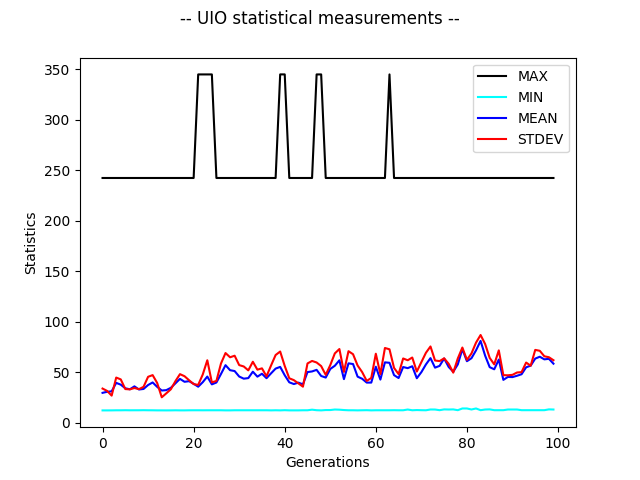 -- UIO statistical measurements --
MAX
MIN
MEAN
STDEV
Statistics
350
300
250
200
150
100
50
0
0 20 40 60 80 100
Generations